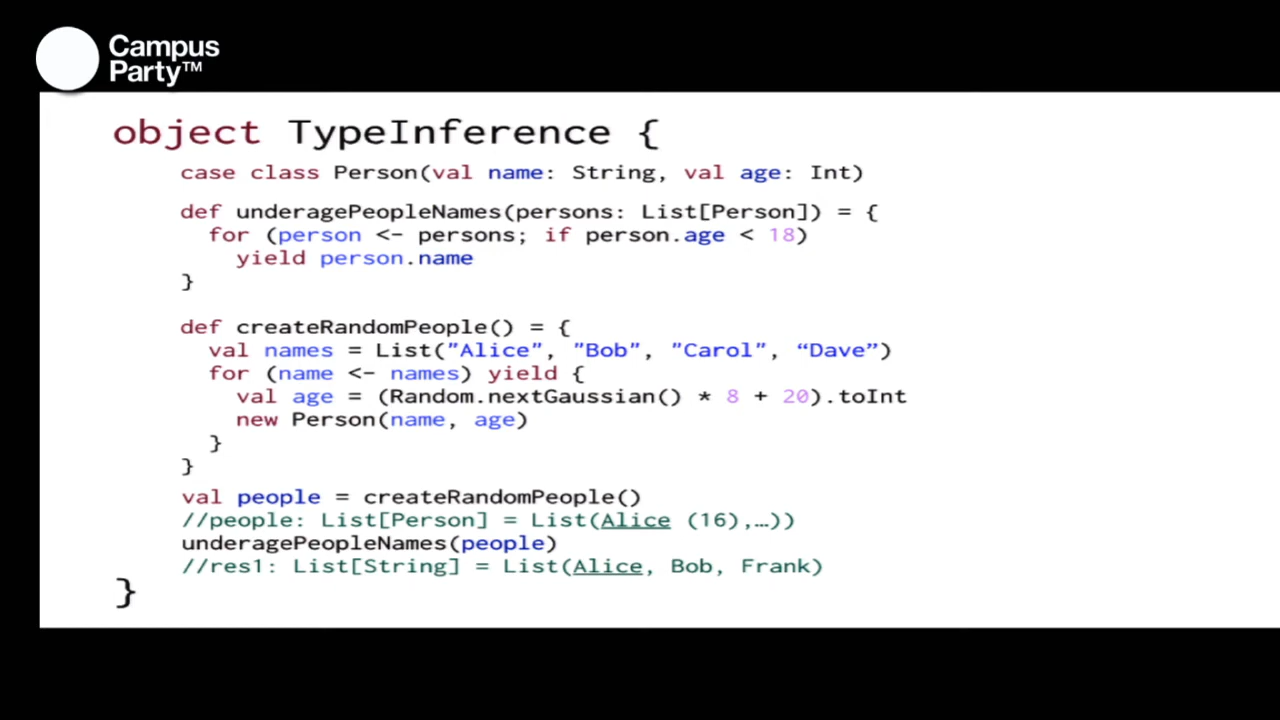 Campus
Party™
object TypeInference {
case class Person(val name: String, val age: Int)
def underagePeopleNames(persons: List[Person]) = {
for (person <- persons; if person.age < 18)
yield person.name
}
def createRandomPeople() = {
val names = List("Alice", "Bob", "Carol", “Dave”)
for (name <- names) yield {
val age = (Random.nextGaussian() * 8 + 20).toInt
new Person(name, age)
}
}
val people = createRandomPeople()
//people: List[Person] = List(Alice (16),…))
underagePeopleNames(people)
//res1: List[String] = List(Alice, Bob, Frank)
}